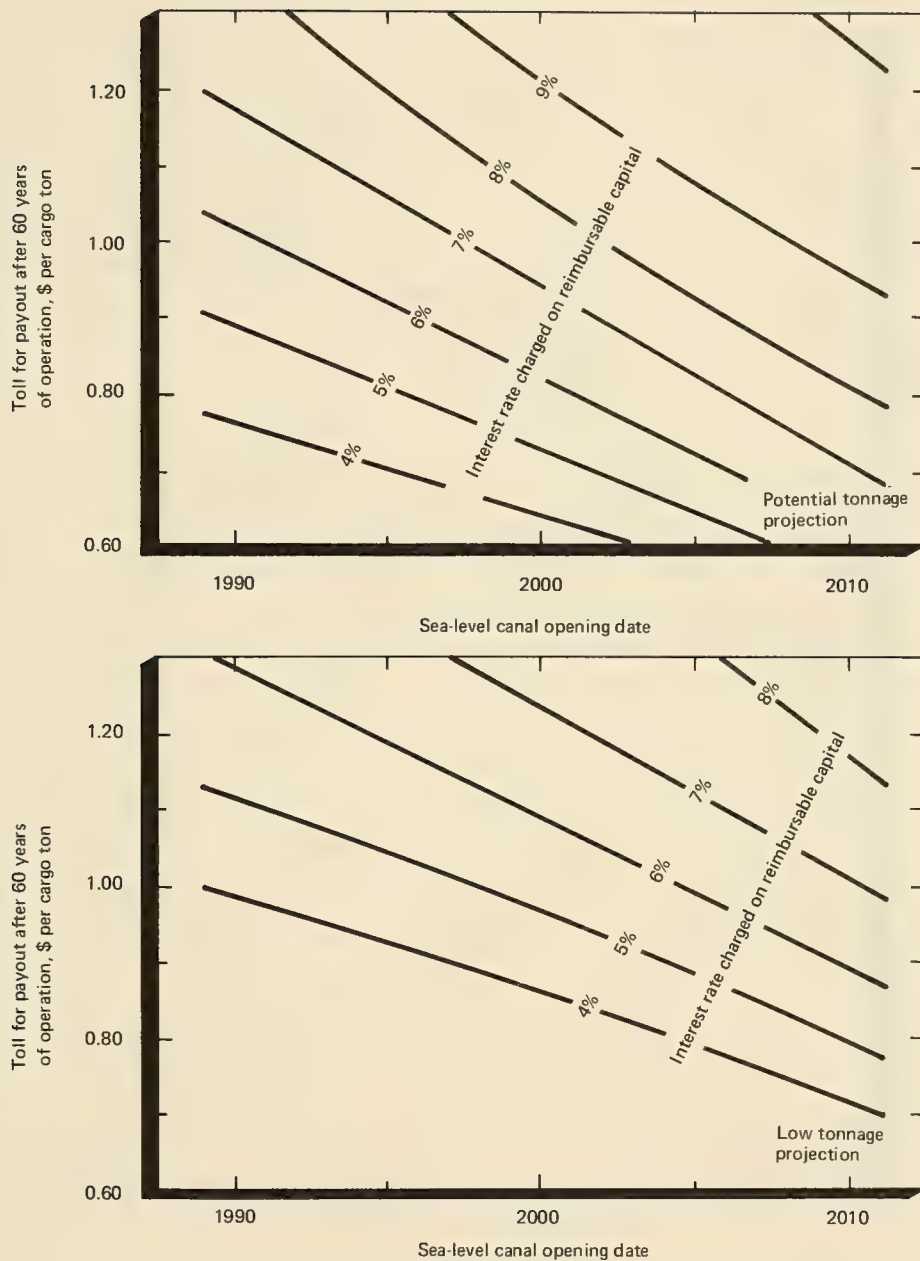 Toll for payout after 60 years
of operation, $ per cargo ton
1.20
1.00
0.80
0.60
9%
8%
7%
6%
5%
4%
Interest rate charged on reimbursable capital
Potential tonnage
projection
1990
2000
2010
Sea-level canal opening date
Toll for payout after 60 years
of operation, $ per cargo ton
1.20
1.00
0.80
0.60
8%
7%
6%
5%
4%
Interest rate charged on reimbursable capital
Low tonnage
projection
1990
2000
2010
Sea-level canal opening date